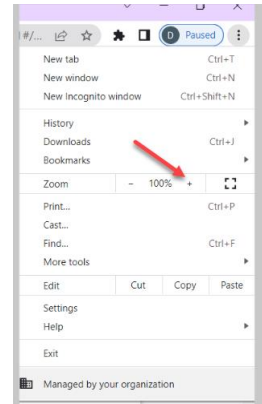 #/...
D Paused
New tab Ctrl+T
New window Ctrl+N
New Incognito window Ctrl+Shift+N
History
Downloads Ctrl+J
Bookmarks
Zoom - 100% +
Print... Ctrl+P
Cast...
Find... Ctrl+F
More tools
Edit Cut Copy Paste
Settings
Help
Exit
Managed by your organization